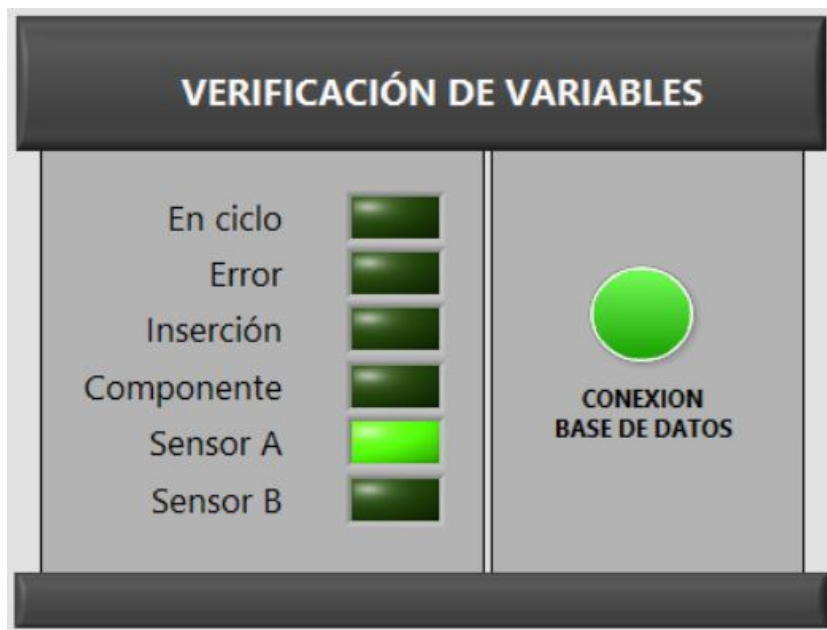 VERIFICACIÓN DE VARIABLES
En ciclo
Error
Inserción
Componente
Sensor A
Sensor B
CONEXION
BASE DE DATOS